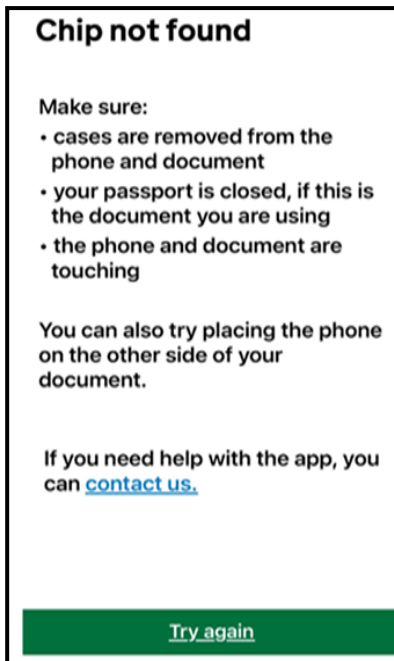 Chip not found
Make sure:
• cases are removed from the
phone and document
• your passport is closed, if this is
the document you are using
• the phone and document are
touching
You can also try placing the phone
on the other side of your
document.
If you need help with the app, you
can contact us.
Try again